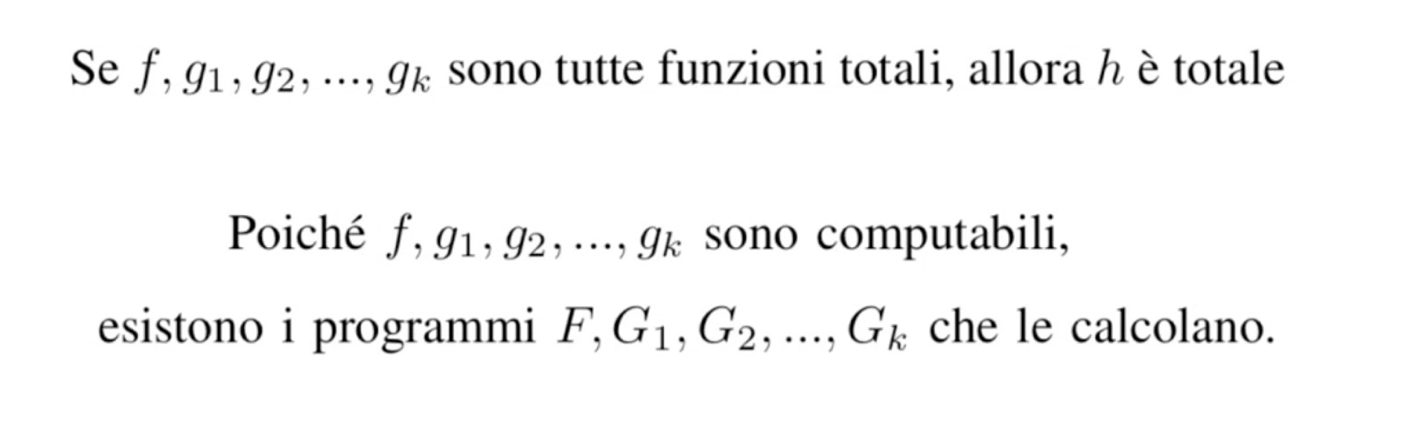 Se f, g₁, g₂, ..., gₖ sono tutte funzioni totali, allora h è totale
Poiché f, g₁, g₂, ..., gₖ sono computabili,
esistono i programmi F, G₁, G₂, ..., Gₖ che le calcolano.